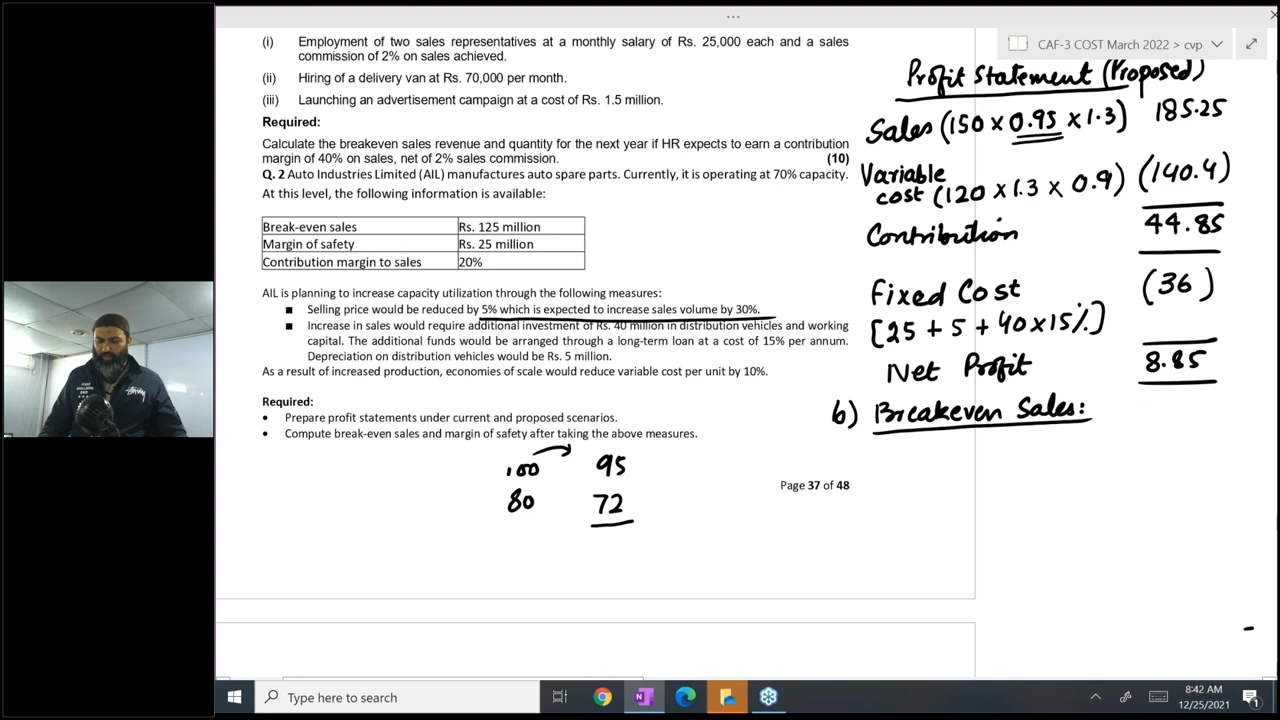 ...
CAF-3 COST March 2022 > cvp
(i) Employment of two sales representatives at a monthly salary of Rs. 25,000 each and a sales
commission of 2% on sales achieved.
(ii) Hiring of a delivery van at Rs. 70,000 per month.
(iii) Launching an advertisement campaign at a cost of Rs. 1.5 million.
Required:
Calculate the breakeven sales revenue and quantity for the next year if HR expects to earn a contribution
margin of 40% on sales, net of 2% sales commission. (10)
Q. 2 Auto Industries Limited (AIL) manufactures auto spare parts. Currently, it is operating at 70% capacity.
At this level, the following information is available:
Break-even sales Rs. 125 million
Margin of safety Rs. 25 million
Contribution margin to sales 20%
AIL is planning to increase capacity utilization through the following measures:
■ Selling price would be reduced by 5% which is expected to increase sales volume by 30%.
■ Increase in sales would require additional investment of Rs. 40 million in distribution vehicles and working
capital. The additional funds would be arranged through a long-term loan at a cost of 15% per annum.
Depreciation on distribution vehicles would be Rs. 5 million.
As a result of increased production, economies of scale would reduce variable cost per unit by 10%.
Required:
• Prepare profit statements under current and proposed scenarios.
• Compute break-even sales and margin of safety after taking the above measures.
100 95
80 72
Page 37 of 48
Profit Statement (Proposed)
Sales (150 x 0.95 x 1.3) 185.25
Variable
cost (120 x 1.3 x 0.9) (140.4)
Contribution 44.85
Fixed Cost (36)
[25 + 5 + 40 x 15%]
Net Profit 8.85
b) Breakeven Sales:
Type here to search
8:42 AM
12/25/2021